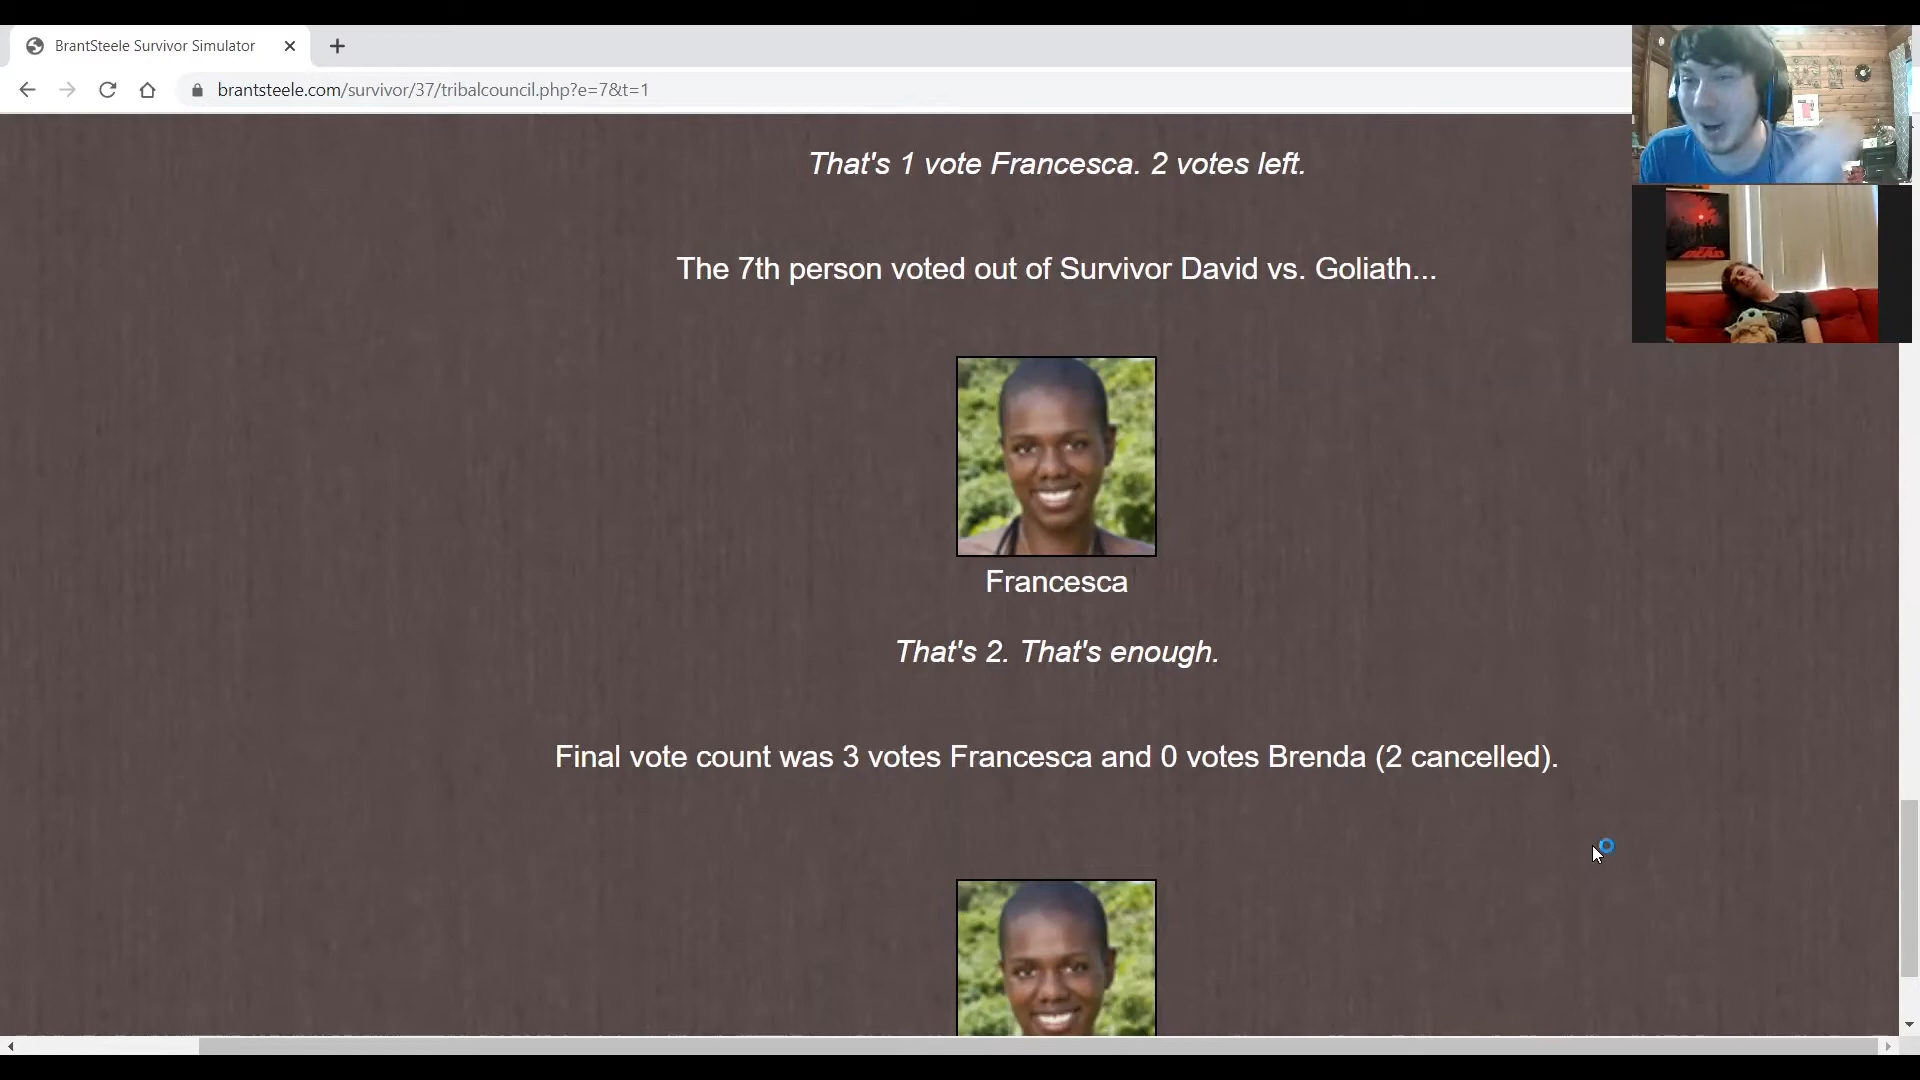 BrantSteele Survivor Simulator
brantsteele.com/survivor/37/tribalcouncil.php?e=7&t=1
That's 1 vote Francesca. 2 votes left.
The 7th person voted out of Survivor David vs. Goliath...
Francesca
That's 2. That's enough.
Final vote count was 3 votes Francesca and 0 votes Brenda (2 cancelled).